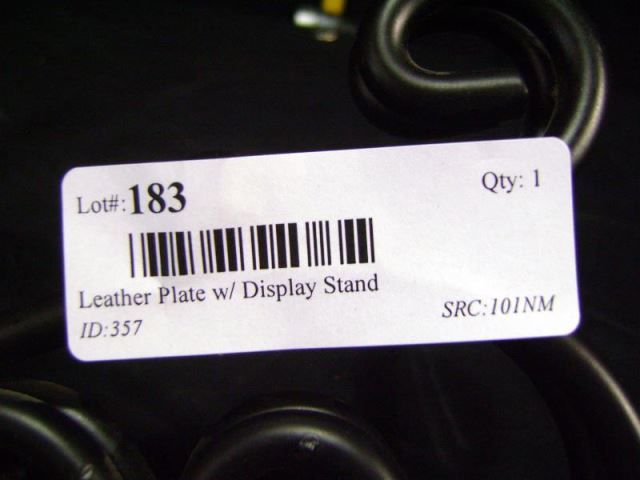 Lot#:183 Qty: 1
Leather Plate w/ Display Stand
ID:357 SRC:101NM